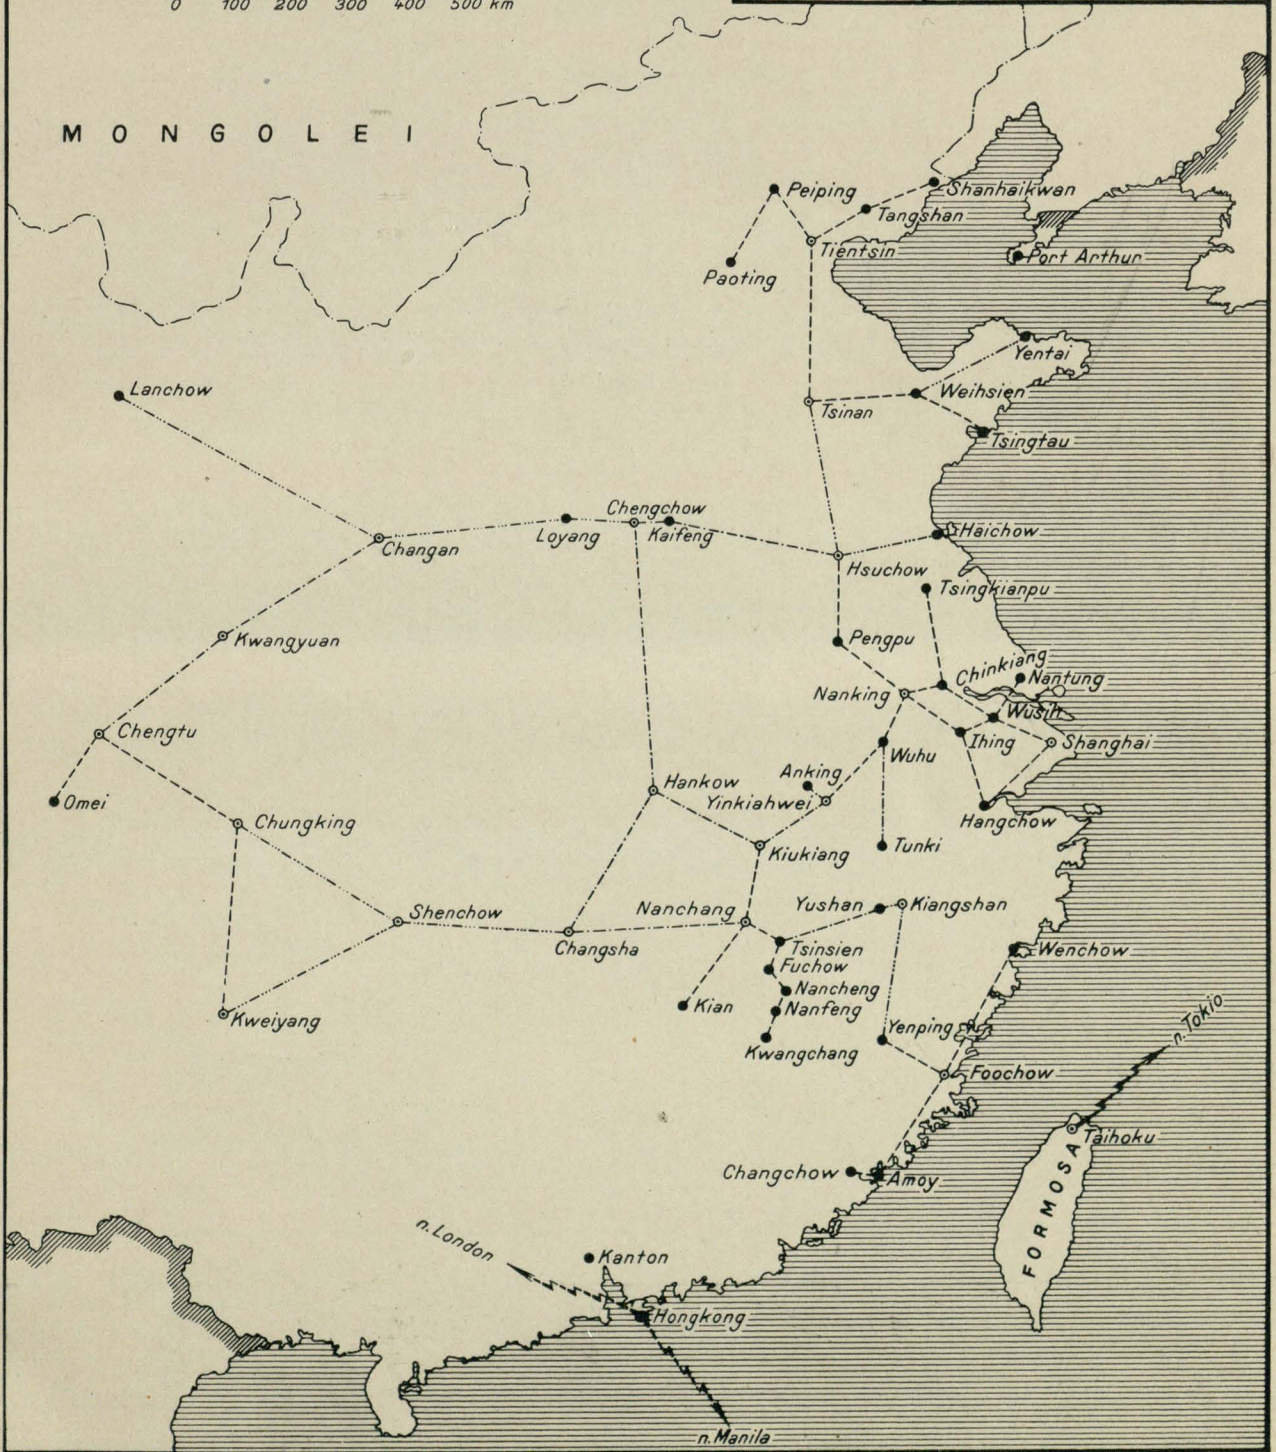 0 100 200 300 400 500 km
MONGOLEI
Peiping
Shanhaikwan
Tangshan
Tientsin
Port Arthur
Paoting
Yentai
Lanchow
Weihsien
Tsinan
Tsingtau
Chengchow
Loyang
Kaifeng
Haichow
Changan
Hsuchow
Tsingkianpu
Kwangyuan
Pengpu
Chinkiang
Nantung
Nanking
Wusih
Chengtu
Ihing
Shanghai
Wuhu
Anking
Hankow
Yinkiahwei
Omei
Chungking
Hangchow
Kiukiang
Tunki
Shenchow
Nanchang
Yushan
Kiangshan
Changsha
Tsinsien
Wenchow
Fuchow
Nancheng
Kian
Nanfeng
Kweiyang
Yenping
n. Tokio
Kwangchang
Foochow
Taihoku
Changchow
Amoy
FORMOSA
n. London
Kanton
Hongkong
n. Manila